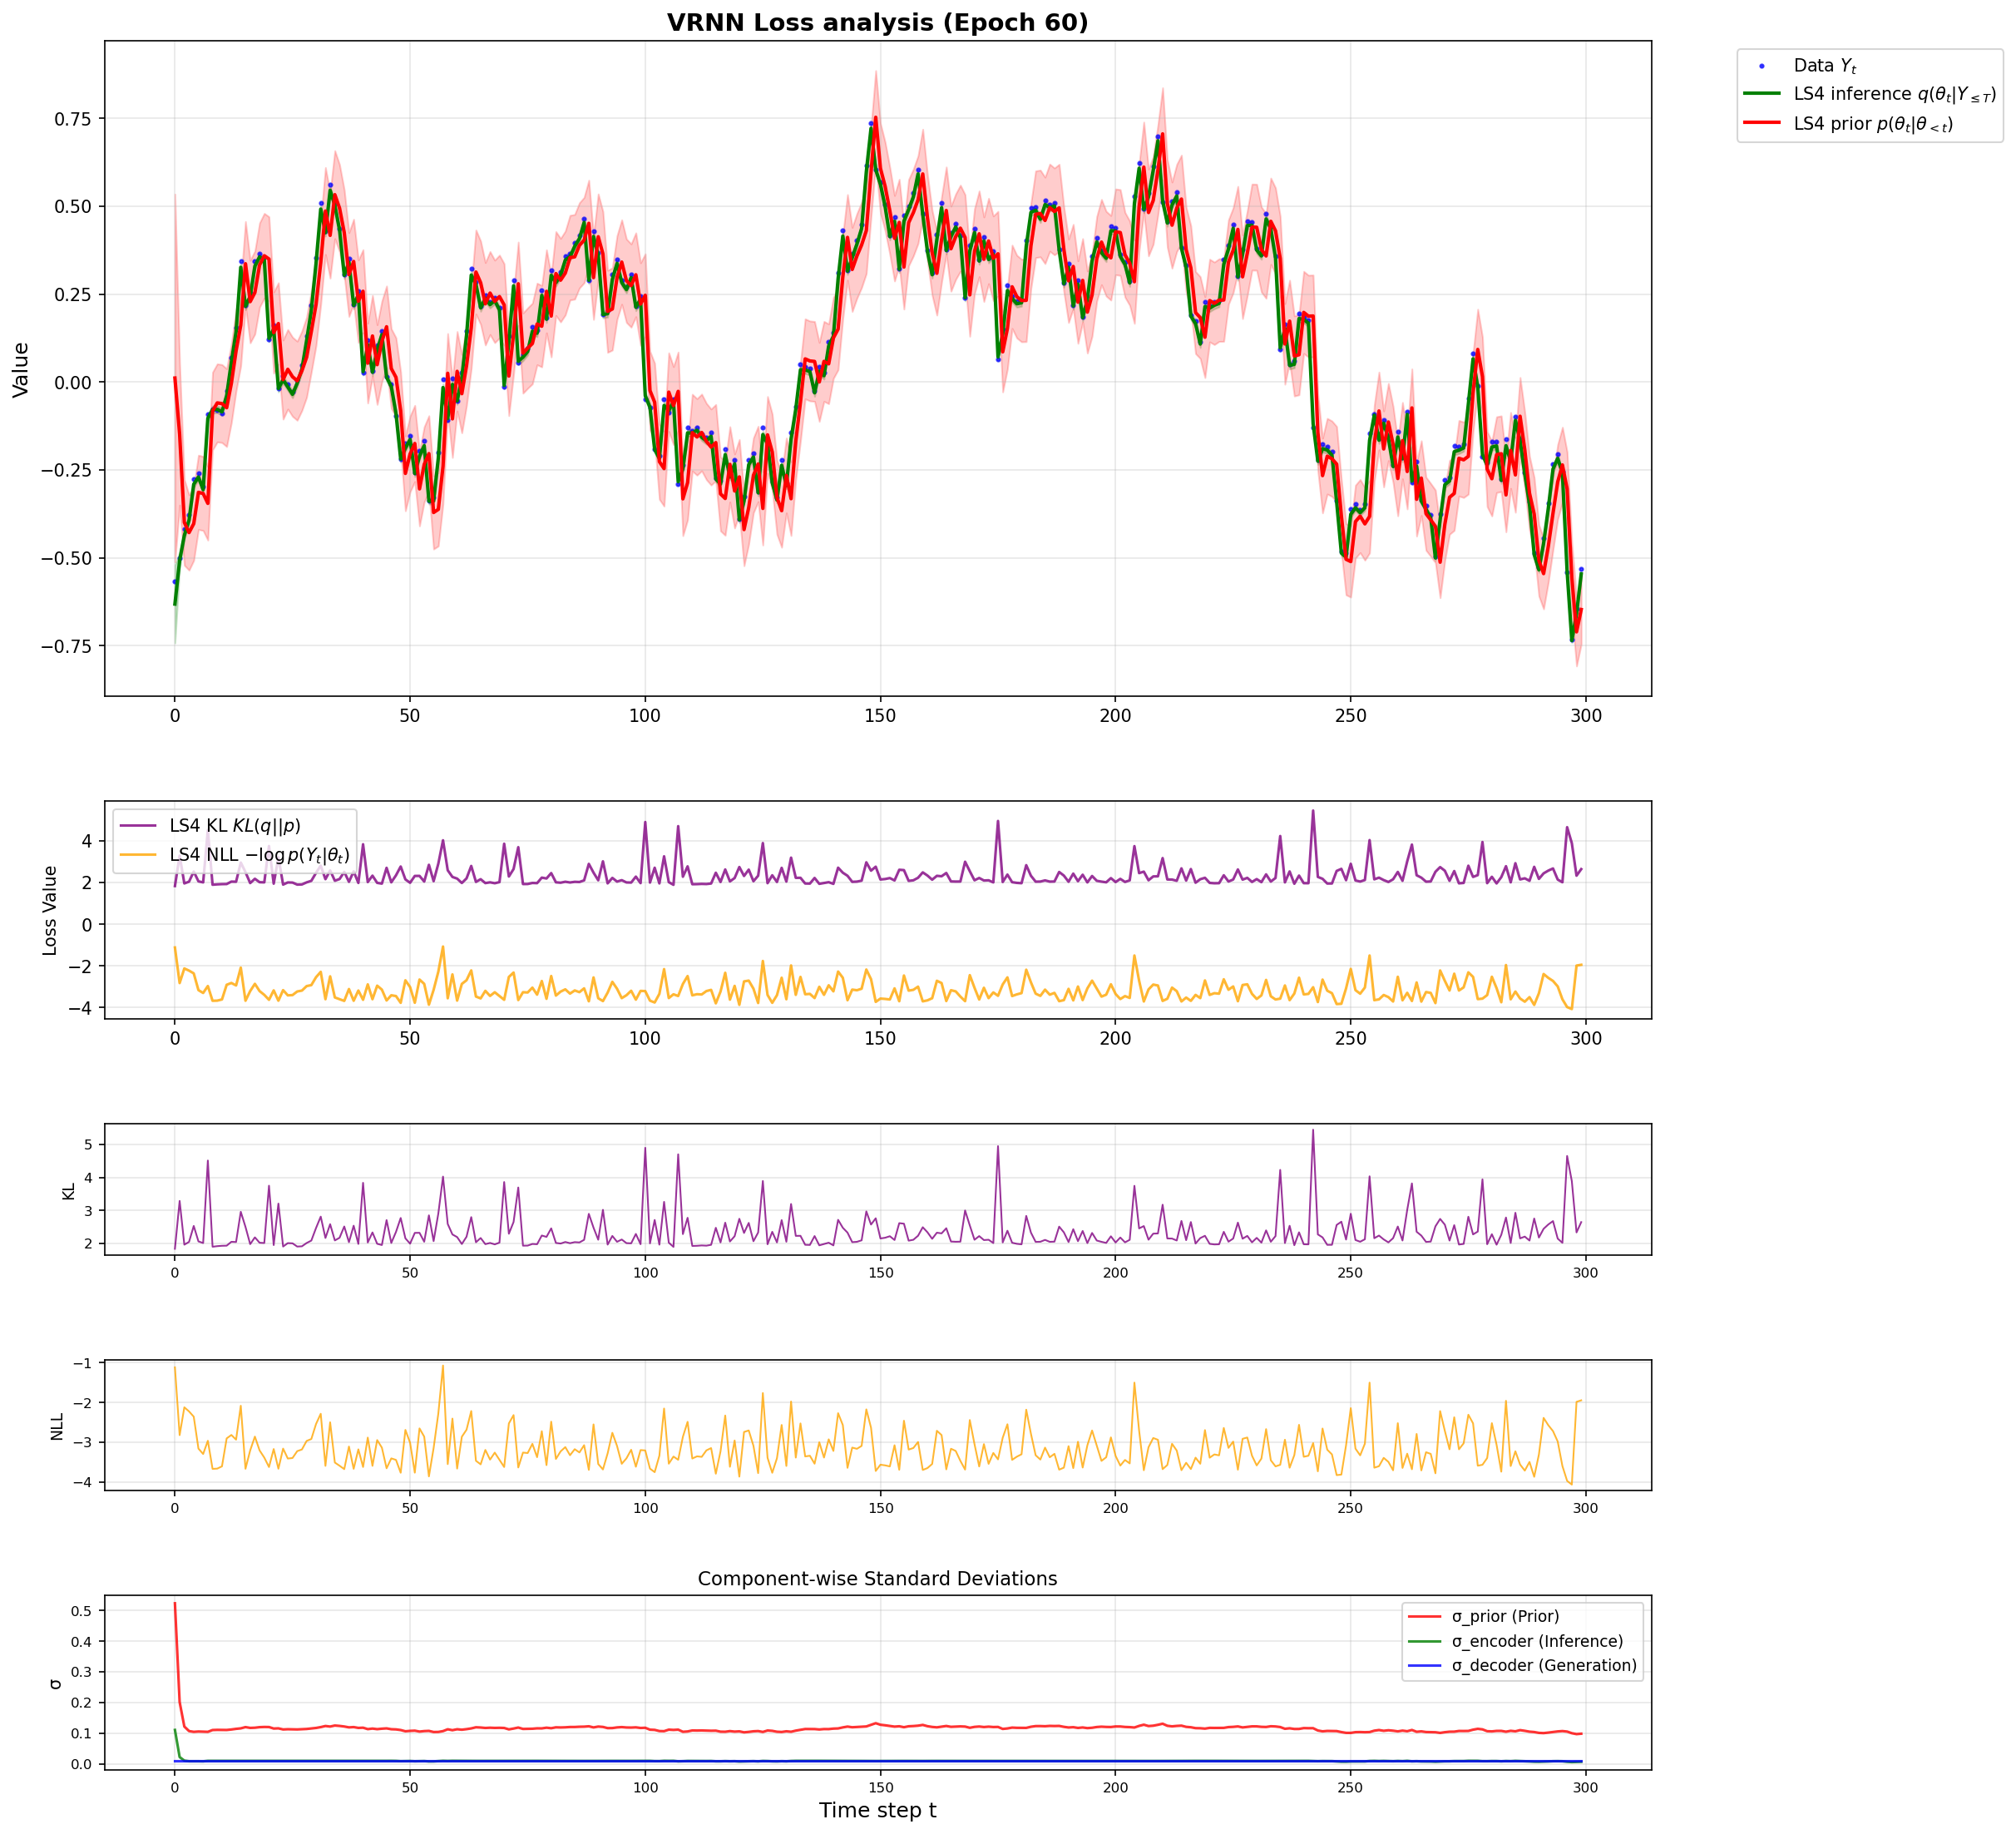 VRNN Loss analysis (Epoch 60)
Data Y_t
LS4 inference q(θ_t|Y_{≤T})
LS4 prior p(θ_t|θ_{<t})
Value
0.75
0.50
0.25
0.00
−0.25
−0.50
−0.75
0 50 100 150 200 250 300
LS4 KL KL(q||p)
LS4 NLL −log p(Y_t|θ_t)
Loss Value
4
2
0
−2
−4
0 50 100 150 200 250 300
KL
5
4
3
2
0 50 100 150 200 250 300
NLL
−1
−2
−3
−4
0 50 100 150 200 250 300
Component-wise Standard Deviations
σ_prior (Prior)
σ_encoder (Inference)
σ_decoder (Generation)
σ
0.5
0.4
0.3
0.2
0.1
0.0
0 50 100 150 200 250 300
Time step t